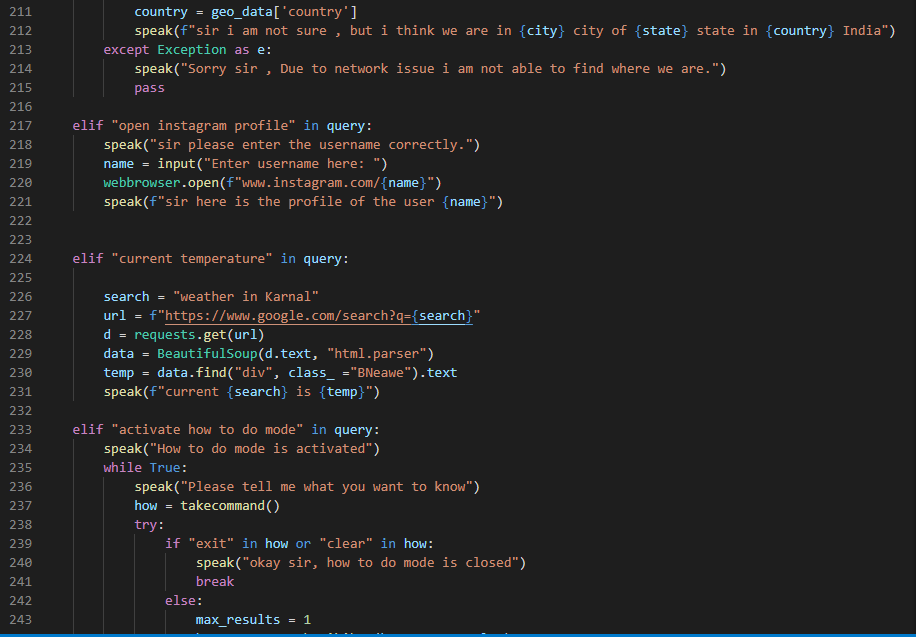 211 country = geo_data['country']
212 speak(f"sir i am not sure , but i think we are in {city} city of {state} state in {country} India")
213 except Exception as e:
214 speak("Sorry sir , Due to network issue i am not able to find where we are.")
215 pass
216
217 elif "open instagram profile" in query:
218 speak("sir please enter the username correctly.")
219 name = input("Enter username here: ")
220 webbrowser.open(f"www.instagram.com/{name}")
221 speak(f"sir here is the profile of the user {name}")
222
223
224 elif "current temperature" in query:
225
226 search = "weather in Karnal"
227 url = f"https://www.google.com/search?q={search}"
228 d = requests.get(url)
229 data = BeautifulSoup(d.text, "html.parser")
230 temp = data.find("div", class_ ="BNeawe").text
231 speak(f"current {search} is {temp}")
232
233 elif "activate how to do mode" in query:
234 speak("How to do mode is activated")
235 while True:
236 speak("Please tell me what you want to know")
237 how = takecommand()
238 try:
239 if "exit" in how or "clear" in how:
240 speak("okay sir, how to do mode is closed")
241 break
242 else:
243 max_results = 1